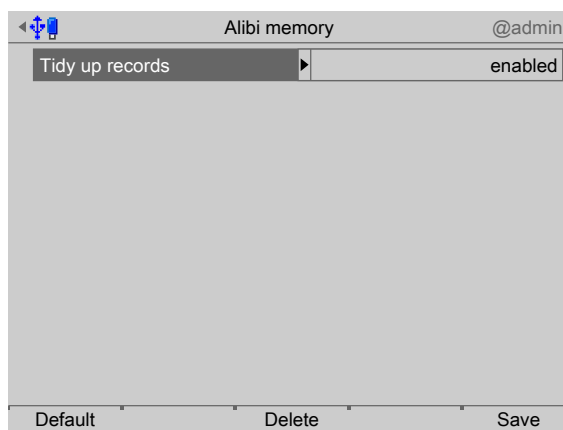 Alibi memory @admin
Tidy up records enabled
Default Delete Save